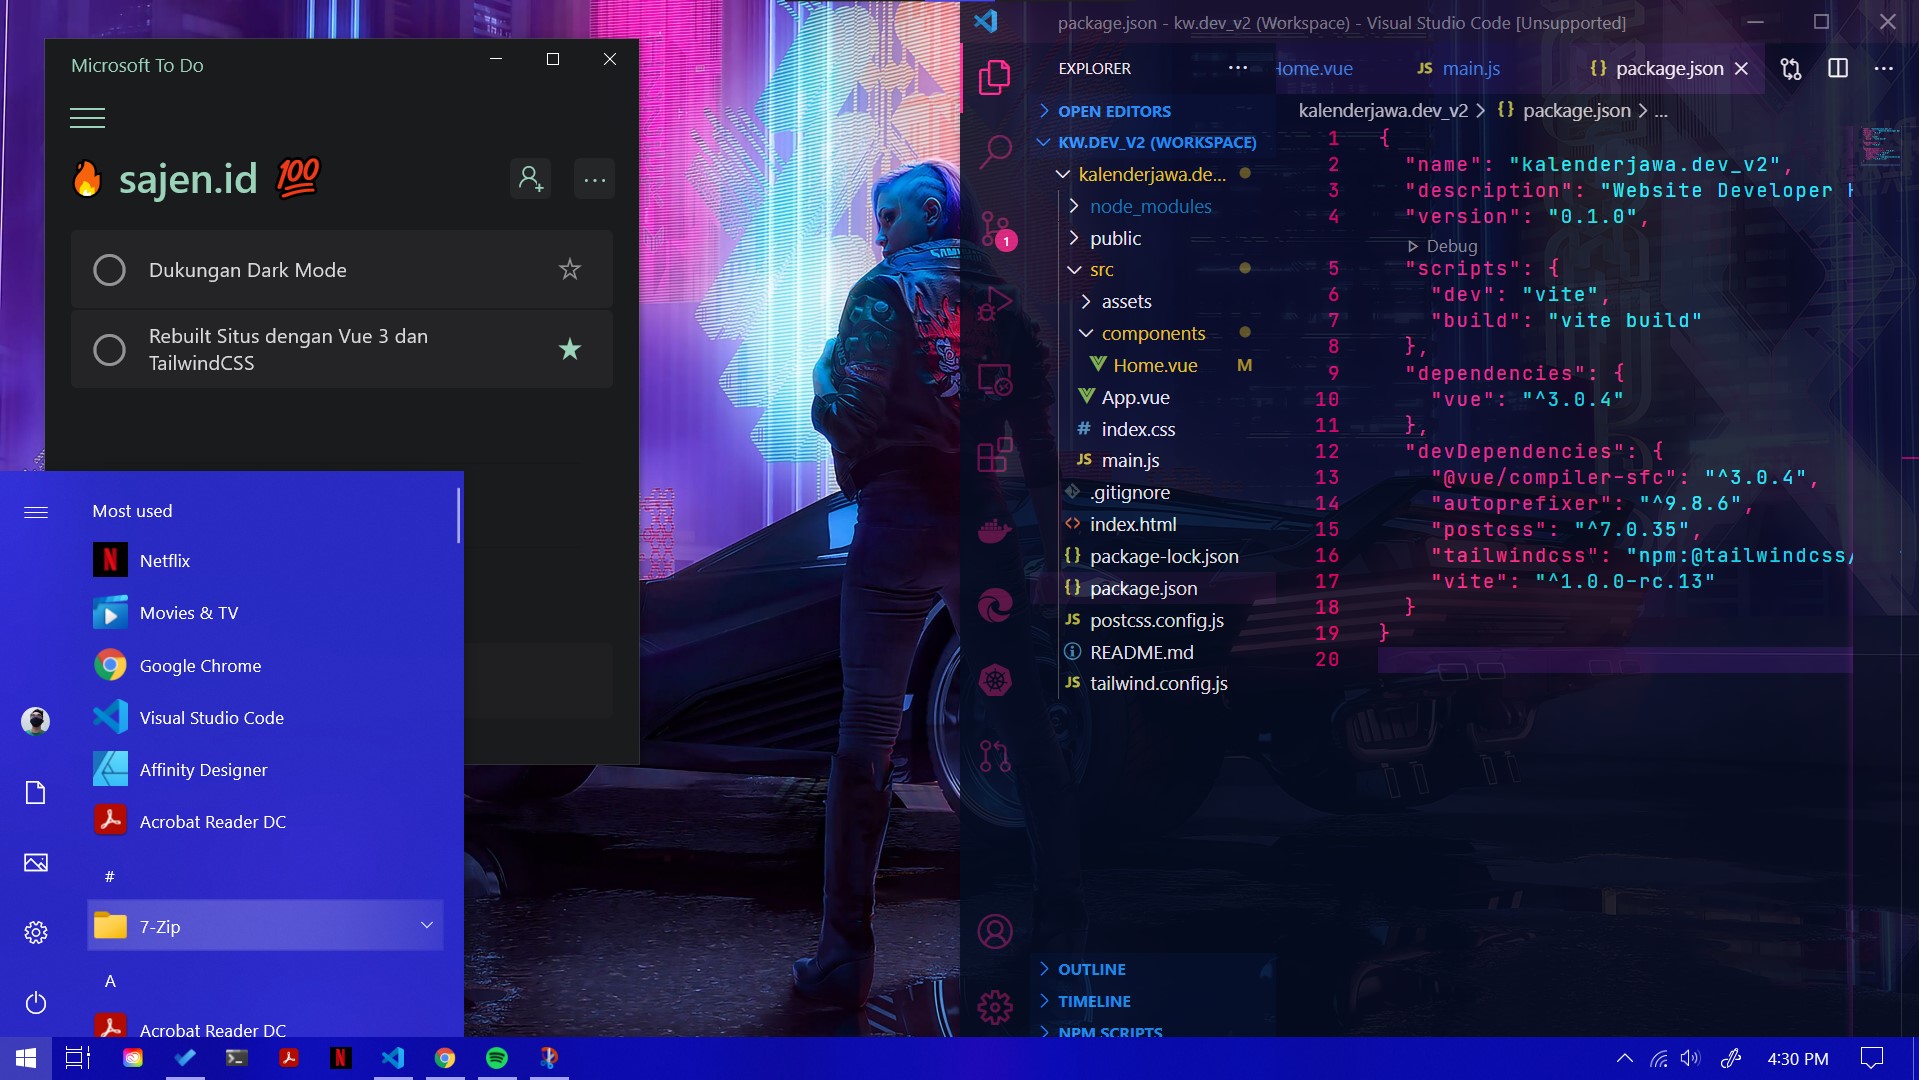 Microsoft To Do
🔥 sajen.id 💯
Dukungan Dark Mode
Rebuilt Situs dengan Vue 3 dan
TailwindCSS
Most used
Netflix
Movies & TV
Google Chrome
Visual Studio Code
Affinity Designer
Acrobat Reader DC
#
7-Zip
A
Acrobat Reader DC
package.json - kw.dev_v2 (Workspace) - Visual Studio Code [Unsupported]
EXPLORER
OPEN EDITORS
KW.DEV_V2 (WORKSPACE)
kalenderjawa.de...
node_modules
public
src
assets
components
Home.vue M
App.vue
index.css
JS main.js
.gitignore
index.html
{} package-lock.json
{} package.json
JS postcss.config.js
README.md
JS tailwind.config.js
OUTLINE
TIMELINE
NPM SCRIPTS
1
Home.vue JS main.js {} package.json
kalenderjawa.dev_v2 > {} package.json > ...
1 {
2 "name": "kalenderjawa.dev_v2",
3 "description": "Website Developer
4 "version": "0.1.0",
Debug
5 "scripts": {
6 "dev": "vite",
7 "build": "vite build"
8 },
9 "dependencies": {
10 "vue": "^3.0.4"
11 },
12 "devDependencies": {
13 "@vue/compiler-sfc": "^3.0.4",
14 "autoprefixer": "^9.8.6",
15 "postcss": "^7.0.35",
16 "tailwindcss": "npm:@tailwindcss/
17 "vite": "^1.0.0-rc.13"
18 }
19 }
20
4:30 PM